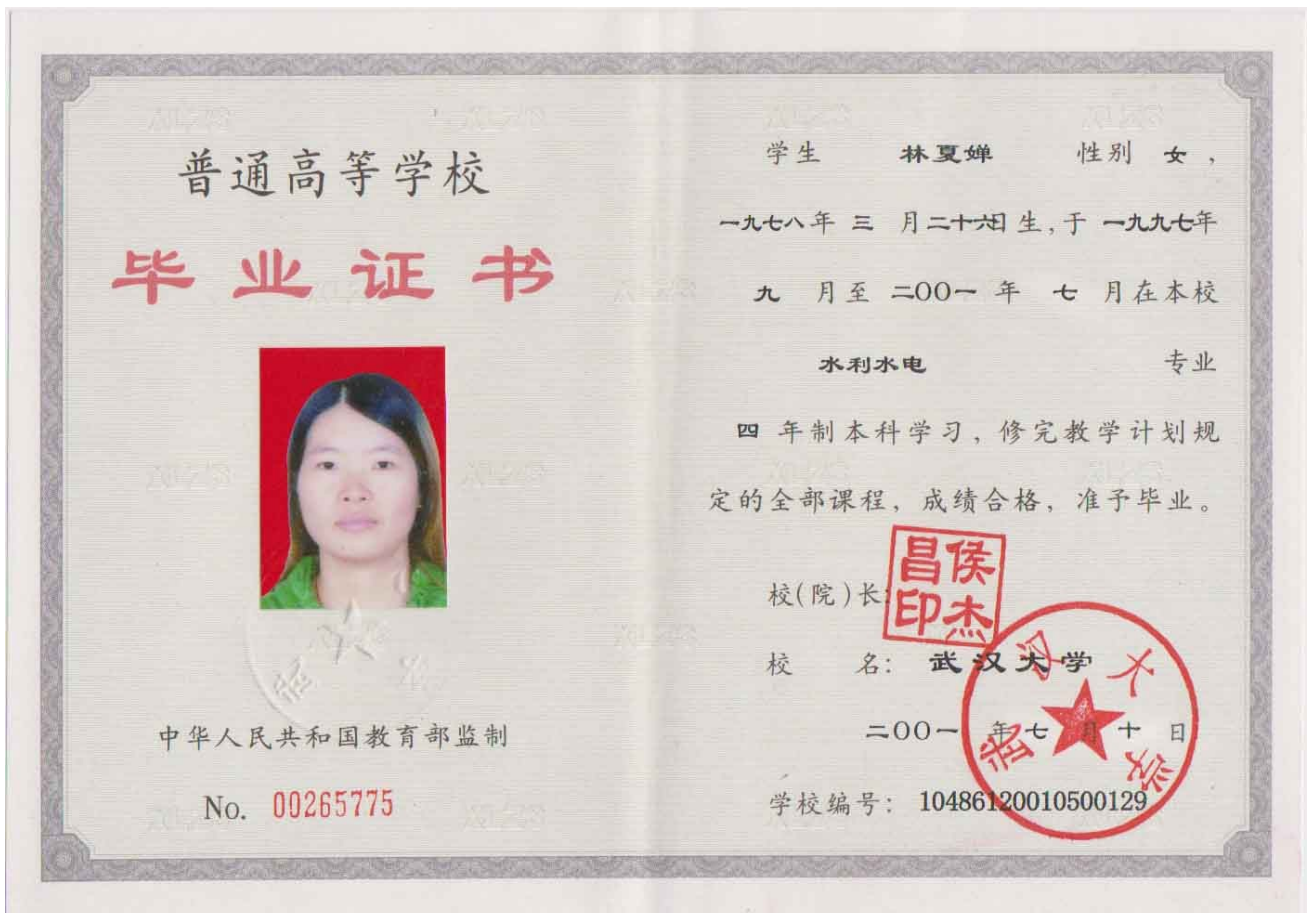 普通高等学校
毕业证书
中华人民共和国教育部监制
No. 00265775
学生 林夏婵 性别 女，
一九七八年 三 月二十六日生，于 一九九七年
九 月至 二00一 年 七 月在本校
水利水电 专业
四 年制本科学习，修完教学计划规
定的全部课程，成绩合格，准予毕业。
校(院)长:
侯杰昌印
校 名: 武汉大学
二00一 年七月十 日
武汉大学
学校编号: 10486120010500129